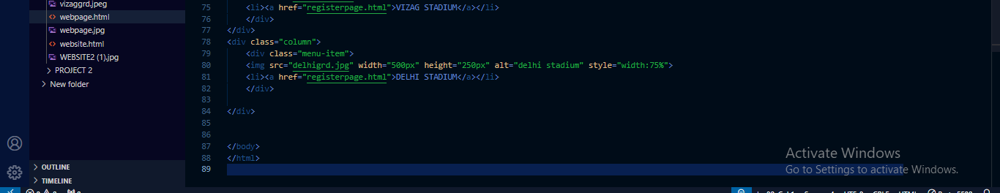 vizaggrd.jpeg
webpage.html
webpage.jpg
website.html
WEBSITE2 (1).jpg
PROJECT 2
New folder
OUTLINE
TIMELINE
75 <li><a href="registerpage.html">VIZAG STADIUM</a></li>
76 </div>
77 </div>
78 <div class="column">
79 <div class="menu-item">
80 <img src="delhigrd.jpg" width="500px" height="250px" alt="delhi stadium" style="width:75%">
81 <li><a href="registerpage.html">DELHI STADIUM</a></li>
82 </div>
83
84 </div>
85
86
87 </body>
88 </html>
89
Activate Windows
Go to Settings to activate Windows.